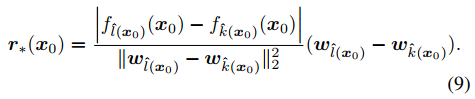 r_*(x_0) = \frac{\left| f_{\hat{l}(x_0)}(x_0) - f_{\hat{k}(x_0)}(x_0) \right|}{\| w_{\hat{l}(x_0)} - w_{\hat{k}(x_0)} \|_2^2} (w_{\hat{l}(x_0)} - w_{\hat{k}(x_0)}).
(9)